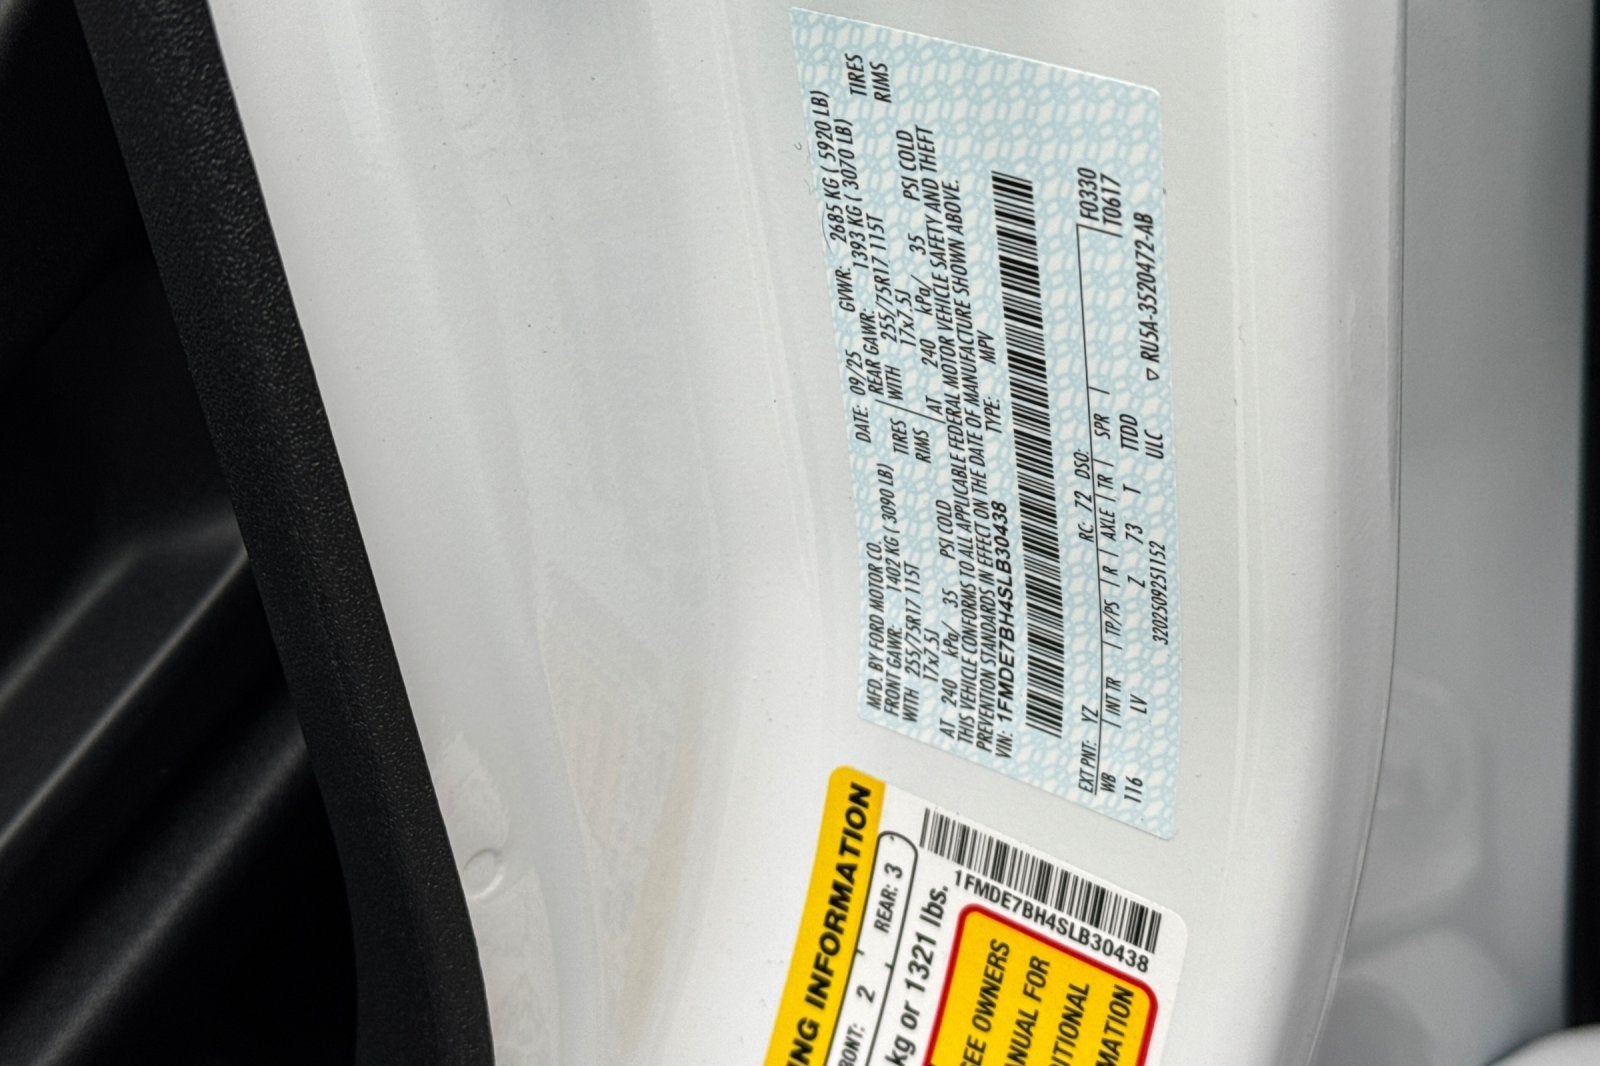 MFD. BY FORD MOTOR CO.
DATE: 09/25 GVWR: 2685 KG ( 5920 LB)
FRONT GAWR: 1402 KG ( 3090 LB) REAR GAWR: 1393 KG ( 3070 LB)
WITH 255/75R17 115T TIRES WITH 255/75R17 115T TIRES
17x7.5J RIMS 17x7.5J RIMS
AT 240 kPa/ 35 PSI COLD AT 240 kPa/ 35 PSI COLD
THIS VEHICLE CONFORMS TO ALL APPLICABLE FEDERAL MOTOR VEHICLE SAFETY AND THEFT
PREVENTION STANDARDS IN EFFECT ON THE DATE OF MANUFACTURE SHOWN ABOVE.
VIN: 1FMDE7BH4SLB30438 TYPE: MPV
EXT PNT: YZ RC: 72 DSO: F0330
WB INT TR TP/PS R AXLE TR SPR T0617
116 LV Z 73 T TTDD
3202509251152 ULC ▽ RU5A-3520472-AB
ING INFORMATION
RONT: 2 REAR: 3
kg or 1321 lbs.
1FMDE7BH4SLB30438
SEE OWNERS
ANUAL FOR
DITIONAL
MATION